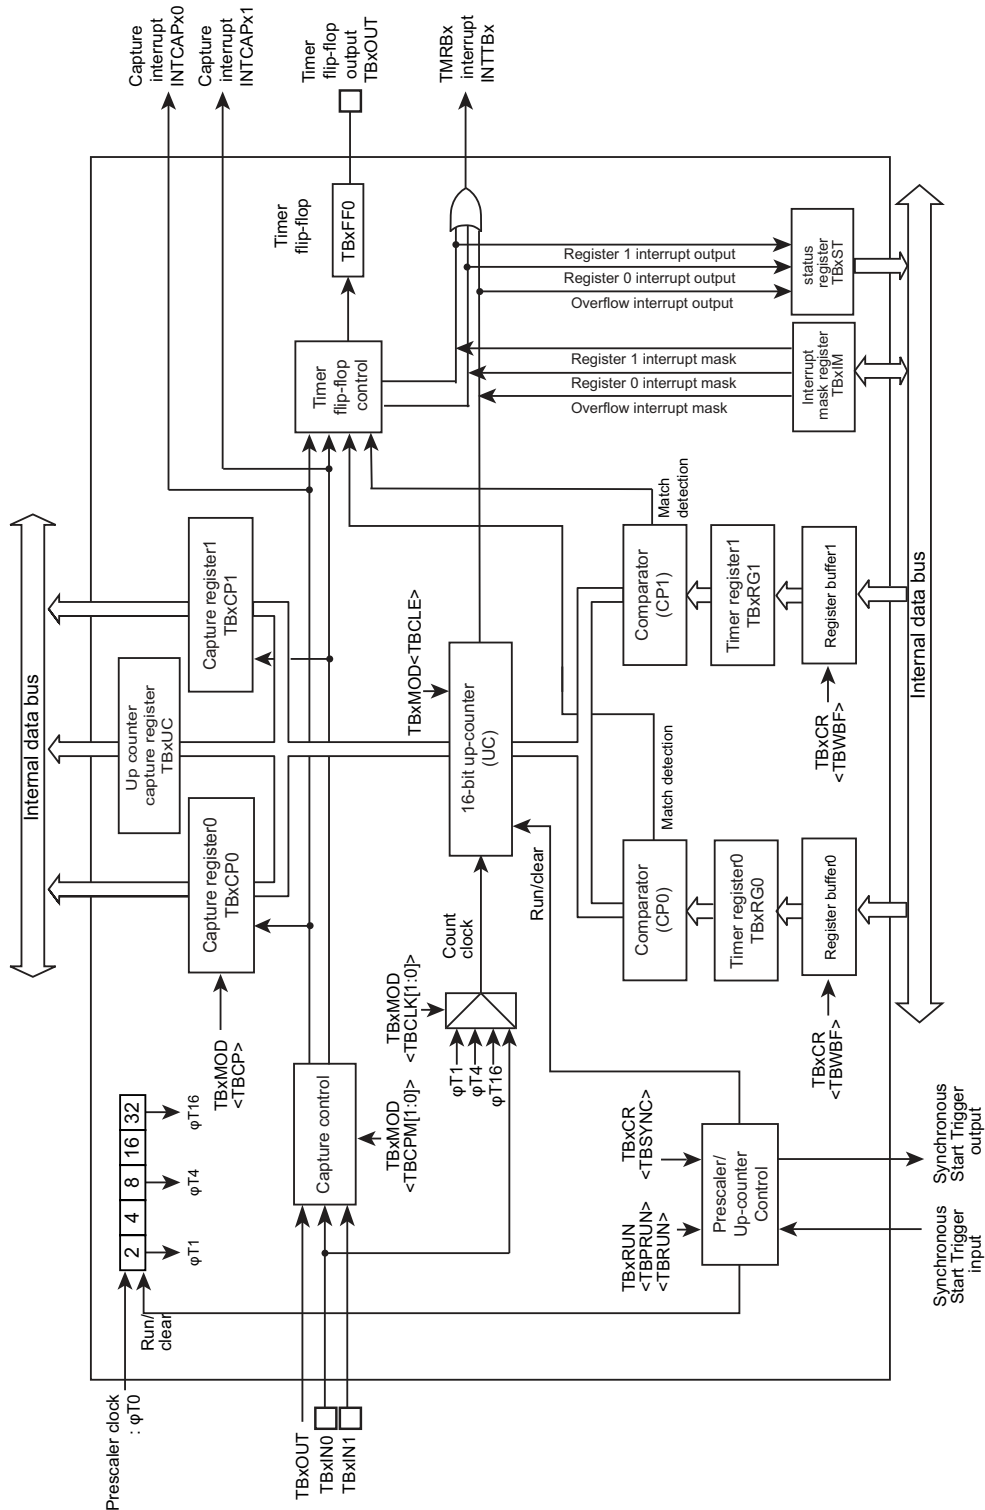 Prescaler clock
: φT0
Run/
clear
2
4
8
16
32
φT1
φT4
φT16
TBxMOD
<TBCP>
Internal data bus
Capture register0
TBxCP0
Up counter
capture register
TBxUC
Capture register1
TBxCP1
Capture
interrupt
INTCAPx0
Capture
interrupt
INTCAPx1
TBxOUT
TBxIN0
TBxIN1
Capture control
TBxMOD
<TBCPM[1:0]>
Timer
flip-flop
control
Timer
flip-flop
TBxFF0
Timer
flip-flop
output
TBxOUT
TBxMOD
<TBCLK[1:0]>
φT1
φT4
φT16
Count
clock
TBxMOD<TBCLE>
16-bit up-counter
(UC)
Run/clear
TMRBx
interrupt
INTTBx
Register 1 interrupt output
Register 0 interrupt output
Overflow interrupt output
Register 1 interrupt mask
Register 0 interrupt mask
Overflow interrupt mask
status
register
TBxST
Interrupt
mask register
TBxIM
TBxRUN
<TBPRUN>
<TBRUN>
TBxCR
<TBSYNC>
Prescaler/
Up-counter
Control
Synchronous
Start Trigger
input
Synchronous
Start Trigger
output
Match detection
Comparator
(CP0)
Timer register0
TBxRG0
Register buffer0
TBxCR
<TBWBF>
Match
detection
Comparator
(CP1)
Timer register1
TBxRG1
Register buffer1
TBxCR
<TBWBF>
Internal data bus